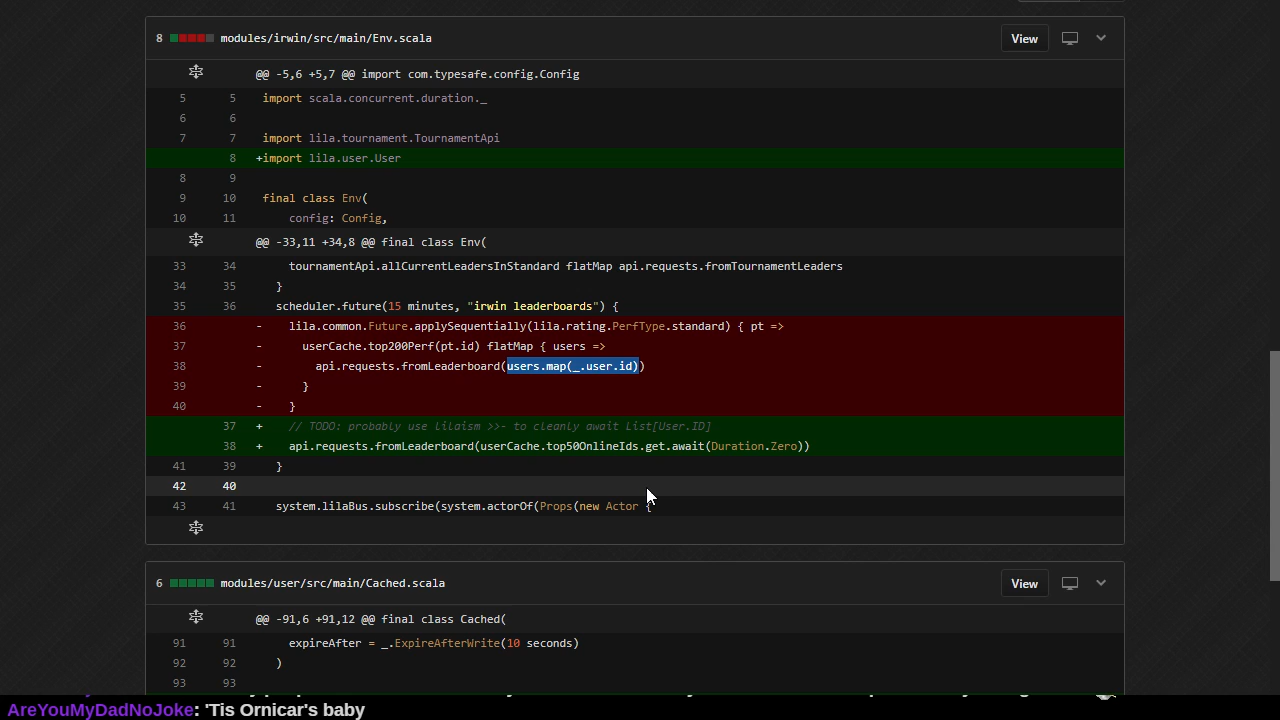 8 modules/irwin/src/main/Env.scala View
@@ -5,6 +5,7 @@ import com.typesafe.config.Config
5 5 import scala.concurrent.duration._
6 6
7 7 import lila.tournament.TournamentApi
8 +import lila.user.User
8 9
9 10 final class Env(
10 11 config: Config,
@@ -33,11 +34,8 @@ final class Env(
33 34 tournamentApi.allCurrentLeadersInStandard flatMap api.requests.fromTournamentLeaders
34 35 }
35 36 scheduler.future(15 minutes, "irwin leaderboards") {
36 - lila.common.Future.applySequentially(lila.rating.PerfType.standard) { pt =>
37 - userCache.top200Perf(pt.id) flatMap { users =>
38 - api.requests.fromLeaderboard(users.map(_.user.id))
39 - }
40 - }
37 + // TODO: probably use lilaism >>- to cleanly await List[User.ID]
38 + api.requests.fromLeaderboard(userCache.top50OnlineIds.get.await(Duration.Zero))
41 39 }
42 40
43 41 system.lilaBus.subscribe(system.actorOf(Props(new Actor {
6 modules/user/src/main/Cached.scala View
@@ -91,6 +91,12 @@ final class Cached(
91 91 expireAfter = _.ExpireAfterWrite(10 seconds)
92 92 )
93 93
AreYouMyDadNoJoke: 'Tis Ornicar's baby